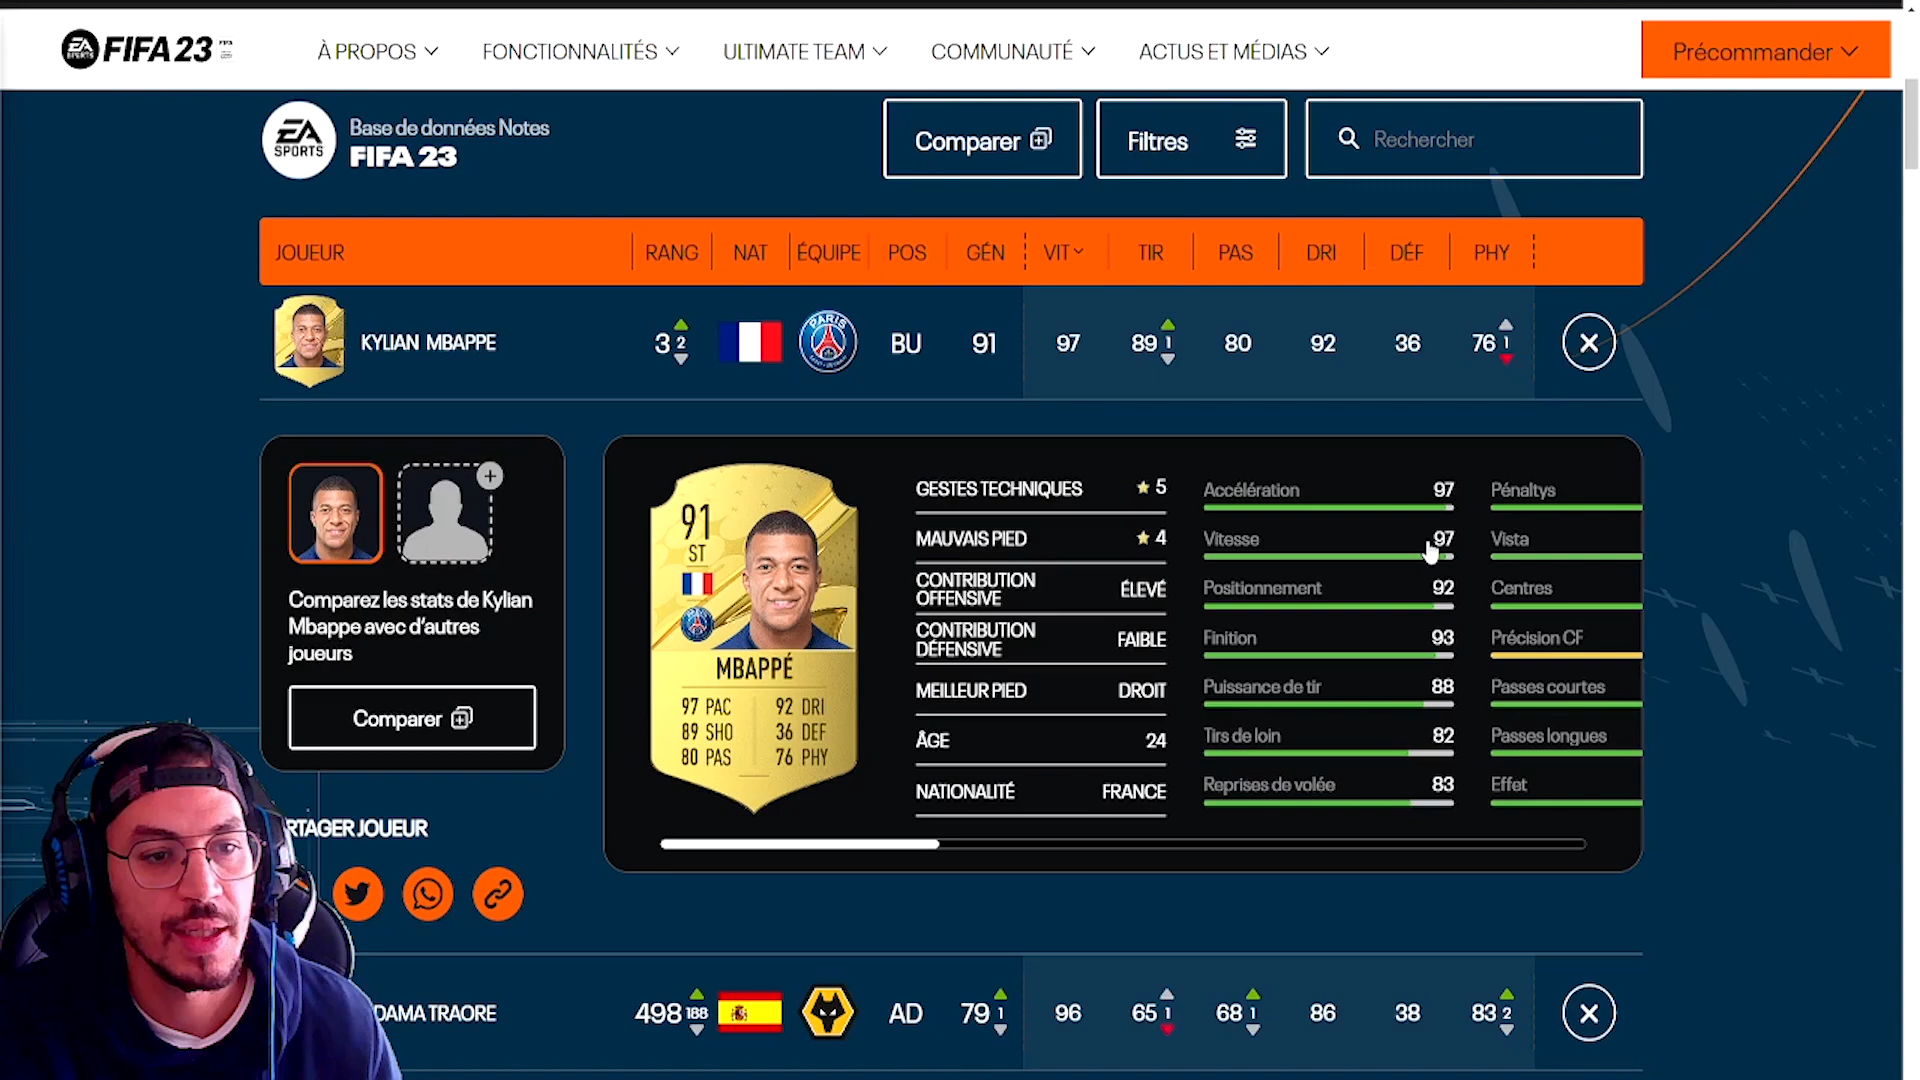 EA SPORTS FIFA 23
À PROPOS
FONCTIONNALITÉS
ULTIMATE TEAM
COMMUNAUTÉ
ACTUS ET MÉDIAS
Précommander
EA SPORTS
Base de données Notes
FIFA 23
Comparer
Filtres
Rechercher
JOUEUR RANG NAT ÉQUIPE POS GÉN VIT TIR PAS DRI DÉF PHY
KYLIAN MBAPPE 3 2 PARIS BU 91 97 89 1 80 92 36 76 1
Comparez les stats de Kylian
Mbappe avec d'autres
joueurs
Comparer
RTAGER JOUEUR
91
ST
MBAPPÉ
97 PAC 92 DRI
89 SHO 36 DEF
80 PAS 76 PHY
GESTES TECHNIQUES 5
MAUVAIS PIED 4
CONTRIBUTION
OFFENSIVE ÉLEVÉ
CONTRIBUTION
DÉFENSIVE FAIBLE
MEILLEUR PIED DROIT
ÂGE 24
NATIONALITÉ FRANCE
Accélération 97
Vitesse 97
Positionnement 92
Finition 93
Puissance de tir 88
Tirs de loin 82
Reprises de volée 83
Pénaltys
Vista
Centres
Précision CF
Passes courtes
Passes longues
Effet
DAMA TRAORE 498 188 AD 79 1 96 65 1 68 1 86 38 83 2